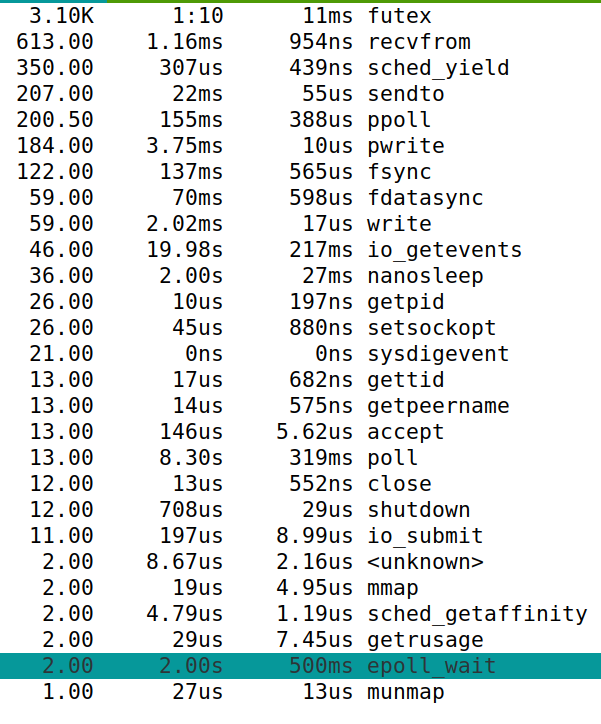 3.10K 1:10 11ms futex
613.00 1.16ms 954ns recvfrom
350.00 307us 439ns sched_yield
207.00 22ms 55us sendto
200.50 155ms 388us ppoll
184.00 3.75ms 10us pwrite
122.00 137ms 565us fsync
59.00 70ms 598us fdatasync
59.00 2.02ms 17us write
46.00 19.98s 217ms io_getevents
36.00 2.00s 27ms nanosleep
26.00 10us 197ns getpid
26.00 45us 880ns setsockopt
21.00 0ns 0ns sysdigevent
13.00 17us 682ns gettid
13.00 14us 575ns getpeername
13.00 146us 5.62us accept
13.00 8.30s 319ms poll
12.00 13us 552ns close
12.00 708us 29us shutdown
11.00 197us 8.99us io_submit
2.00 8.67us 2.16us <unknown>
2.00 19us 4.95us mmap
2.00 4.79us 1.19us sched_getaffinity
2.00 29us 7.45us getrusage
2.00 2.00s 500ms epoll_wait
1.00 27us 13us munmap